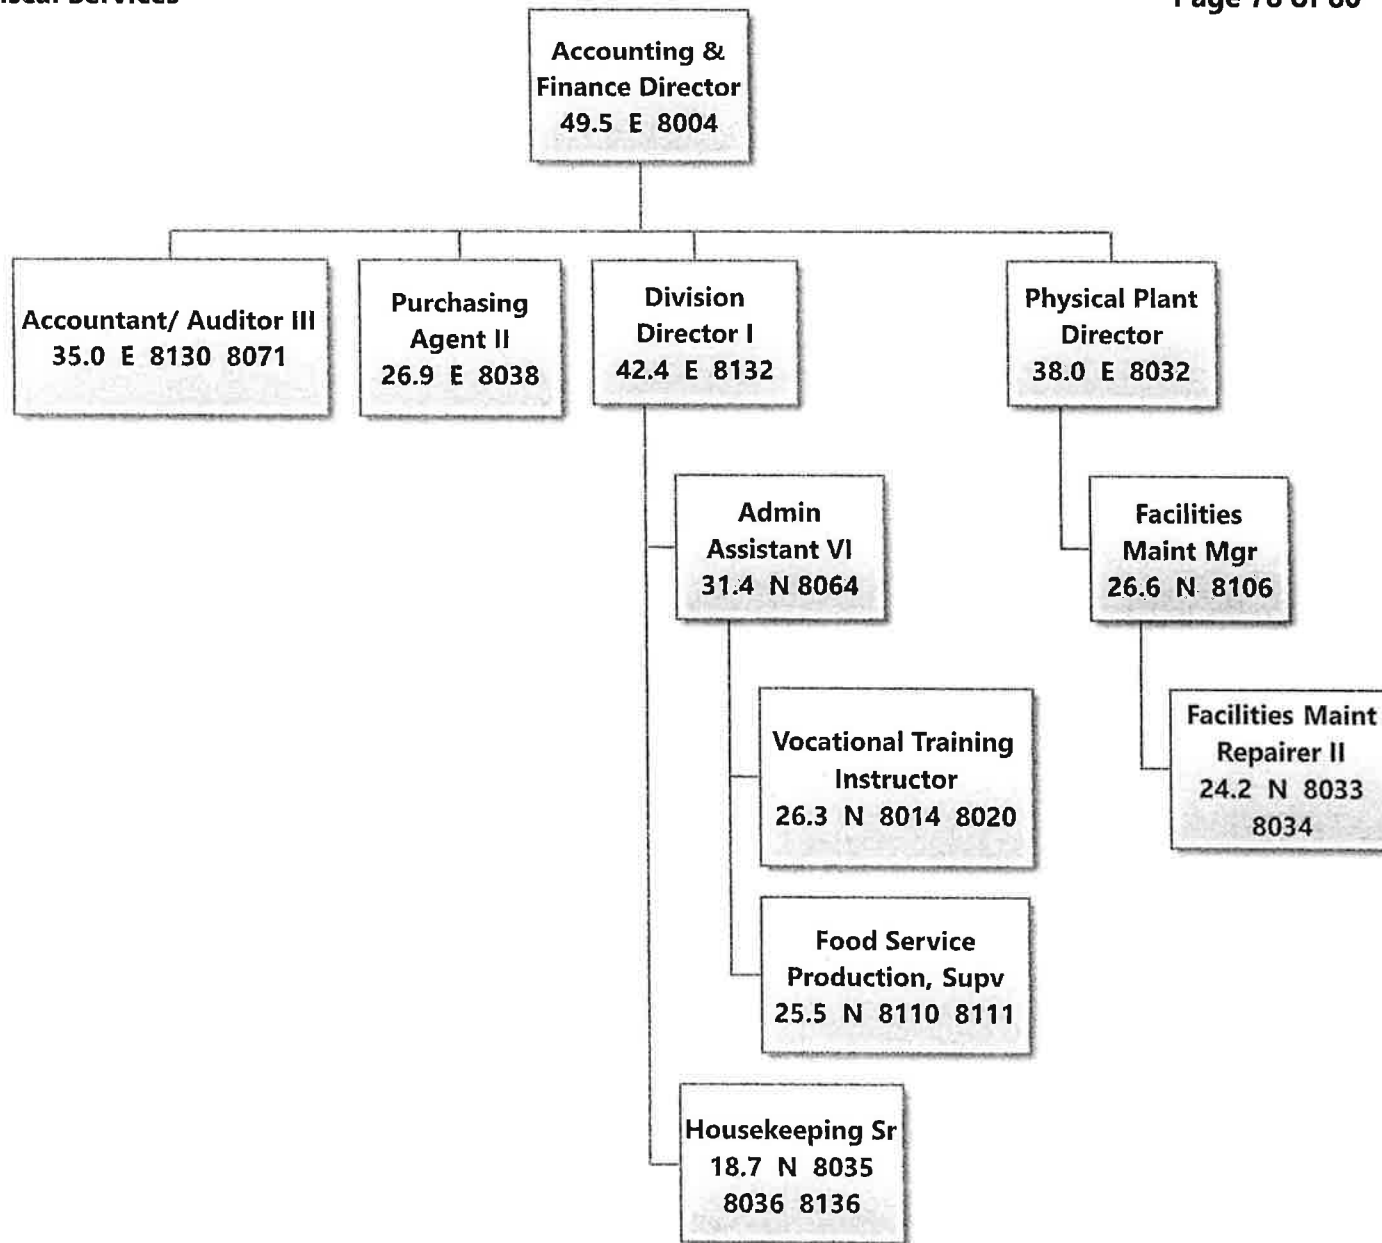 Accounting &
Finance Director
49.5 E 8004
Accountant/ Auditor III
35.0 E 8130 8071
Purchasing
Agent II
26.9 E 8038
Division
Director I
42.4 E 8132
Physical Plant
Director
38.0 E 8032
Admin
Assistant VI
31.4 N 8064
Facilities
Maint Mgr
26.6 N 8106
Vocational Training
Instructor
26.3 N 8014 8020
Facilities Maint
Repairer II
24.2 N 8033
8034
Food Service
Production, Supv
25.5 N 8110 8111
Housekeeping Sr
18.7 N 8035
8036 8136